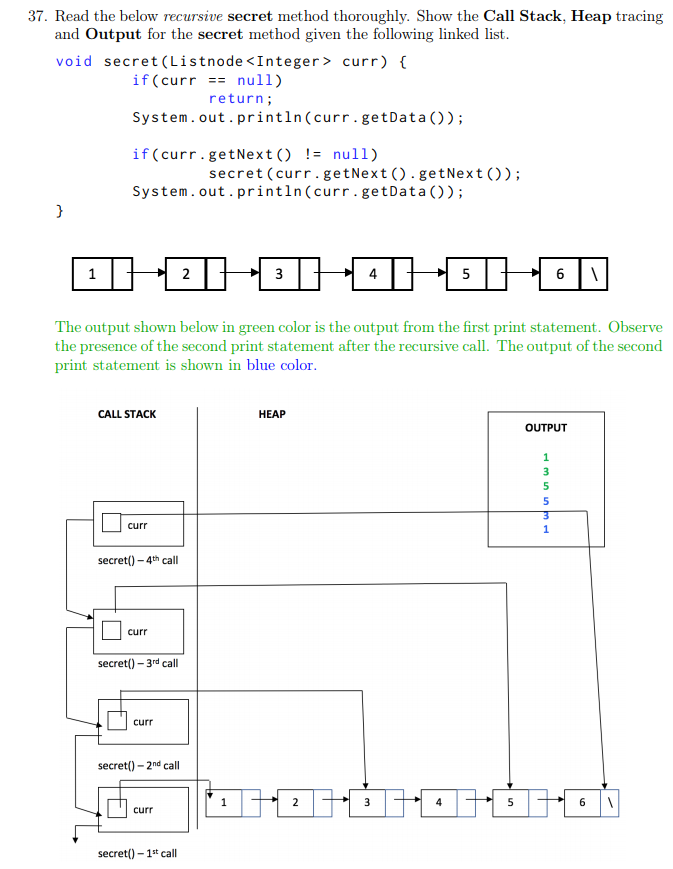 37. Read the below recursive secret method thoroughly. Show the Call Stack, Heap tracing
and Output for the secret method given the following linked list.
void secret(Listnode<Integer> curr) {
if(curr == null)
return;
System.out.println(curr.getData());
if(curr.getNext() != null)
secret(curr.getNext().getNext());
System.out.println(curr.getData());
}
1 2 3 4 5 6 \
The output shown below in green color is the output from the first print statement. Observe
the presence of the second print statement after the recursive call. The output of the second
print statement is shown in blue color.
CALL STACK HEAP
OUTPUT
1
3
5
5
3
1
curr
secret() – 4th call
curr
secret() – 3rd call
curr
secret() – 2nd call
curr
1 2 3 4 5 6 \
secret() – 1st call